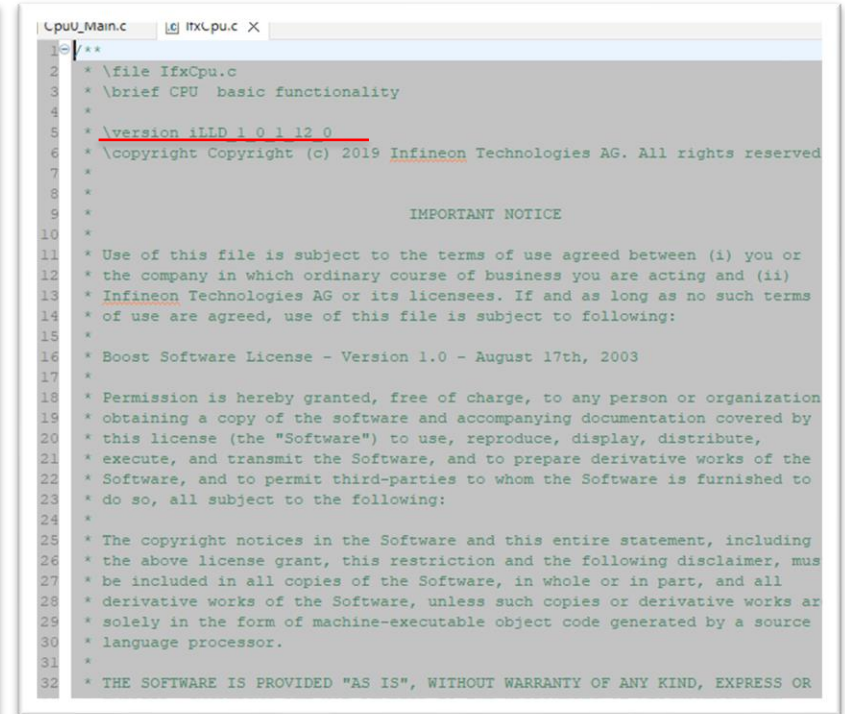 Cpu0_Main.c IfxCpu.c
1 /**
2 * \file IfxCpu.c
3 * \brief CPU basic functionality
4 *
5 * \version iLLD_1_0_1_12_0
6 * \copyright Copyright (c) 2019 Infineon Technologies AG. All rights reserved
7 *
8 *
9 * IMPORTANT NOTICE
10 *
11 * Use of this file is subject to the terms of use agreed between (i) you or
12 * the company in which ordinary course of business you are acting and (ii)
13 * Infineon Technologies AG or its licensees. If and as long as no such terms
14 * of use are agreed, use of this file is subject to following:
15 *
16 * Boost Software License - Version 1.0 - August 17th, 2003
17 *
18 * Permission is hereby granted, free of charge, to any person or organization
19 * obtaining a copy of the software and accompanying documentation covered by
20 * this license (the "Software") to use, reproduce, display, distribute,
21 * execute, and transmit the Software, and to prepare derivative works of the
22 * Software, and to permit third-parties to whom the Software is furnished to
23 * do so, all subject to the following:
24 *
25 * The copyright notices in the Software and this entire statement, including
26 * the above license grant, this restriction and the following disclaimer, mus
27 * be included in all copies of the Software, in whole or in part, and all
28 * derivative works of the Software, unless such copies or derivative works ar
29 * solely in the form of machine-executable object code generated by a source
30 * language processor.
31 *
32 * THE SOFTWARE IS PROVIDED "AS IS", WITHOUT WARRANTY OF ANY KIND, EXPRESS OR